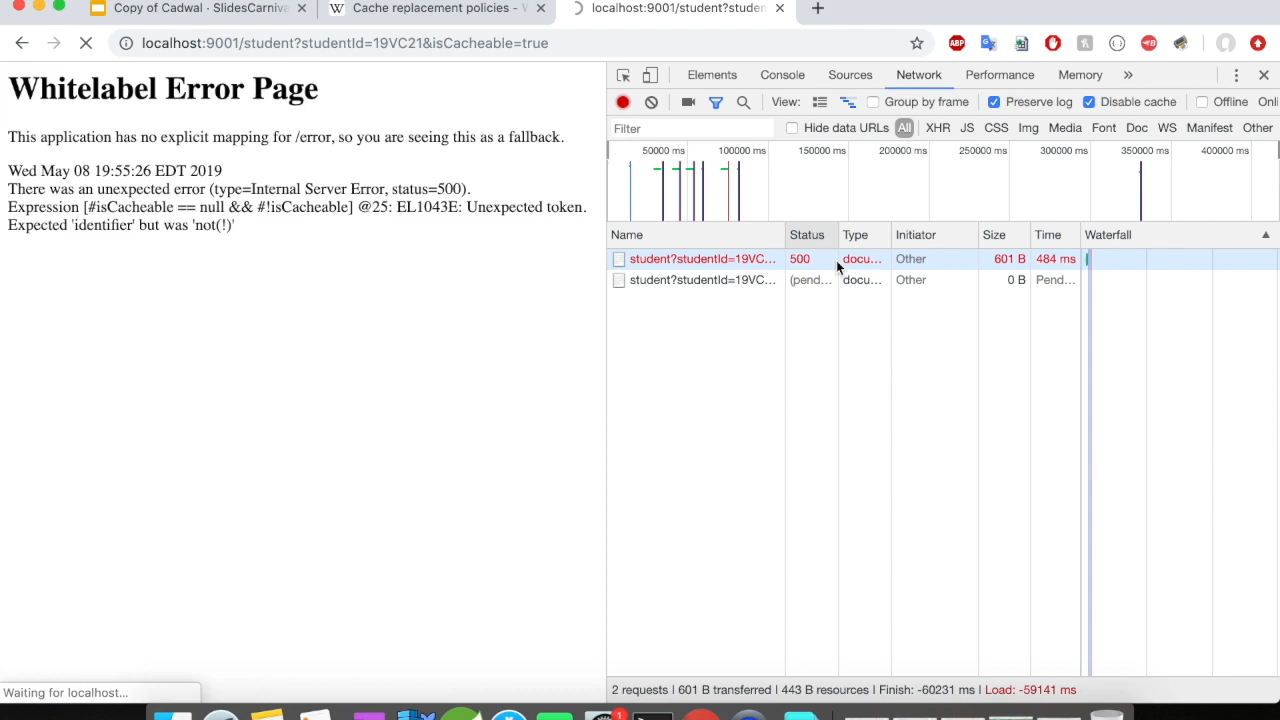 Copy of Cadwal · SlidesCarniva
W Cache replacement policies - W
localhost:9001/student?studen
localhost:9001/student?studentId=19VC21&isCacheable=true
ABP
Whitelabel Error Page
This application has no explicit mapping for /error, so you are seeing this as a fallback.
Wed May 08 19:55:26 EDT 2019
There was an unexpected error (type=Internal Server Error, status=500).
Expression [#isCacheable == null && #!isCacheable] @25: EL1043E: Unexpected token.
Expected 'identifier' but was 'not(!)'
Waiting for localhost...
Elements Console Sources Network Performance Memory »
View: Group by frame Preserve log Disable cache Offline Onli
Filter Hide data URLs All XHR JS CSS Img Media Font Doc WS Manifest Other
50000 ms 100000 ms 150000 ms 200000 ms 250000 ms 300000 ms 350000 ms 400000 ms
Name Status Type Initiator Size Time Waterfall
student?studentId=19VC... 500 docu... Other 601 B 484 ms
student?studentId=19VC... (pend... docu... Other 0 B Pend...
2 requests | 601 B transferred | 443 B resources | Finish: -60231 ms | Load: -59141 ms
1